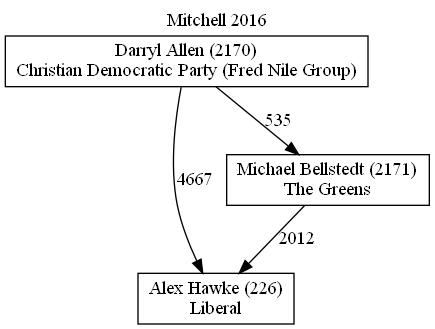 Mitchell 2016
Darryl Allen (2170)
Christian Democratic Party (Fred Nile Group)
535
Michael Bellstedt (2171)
The Greens
4667
2012
Alex Hawke (226)
Liberal